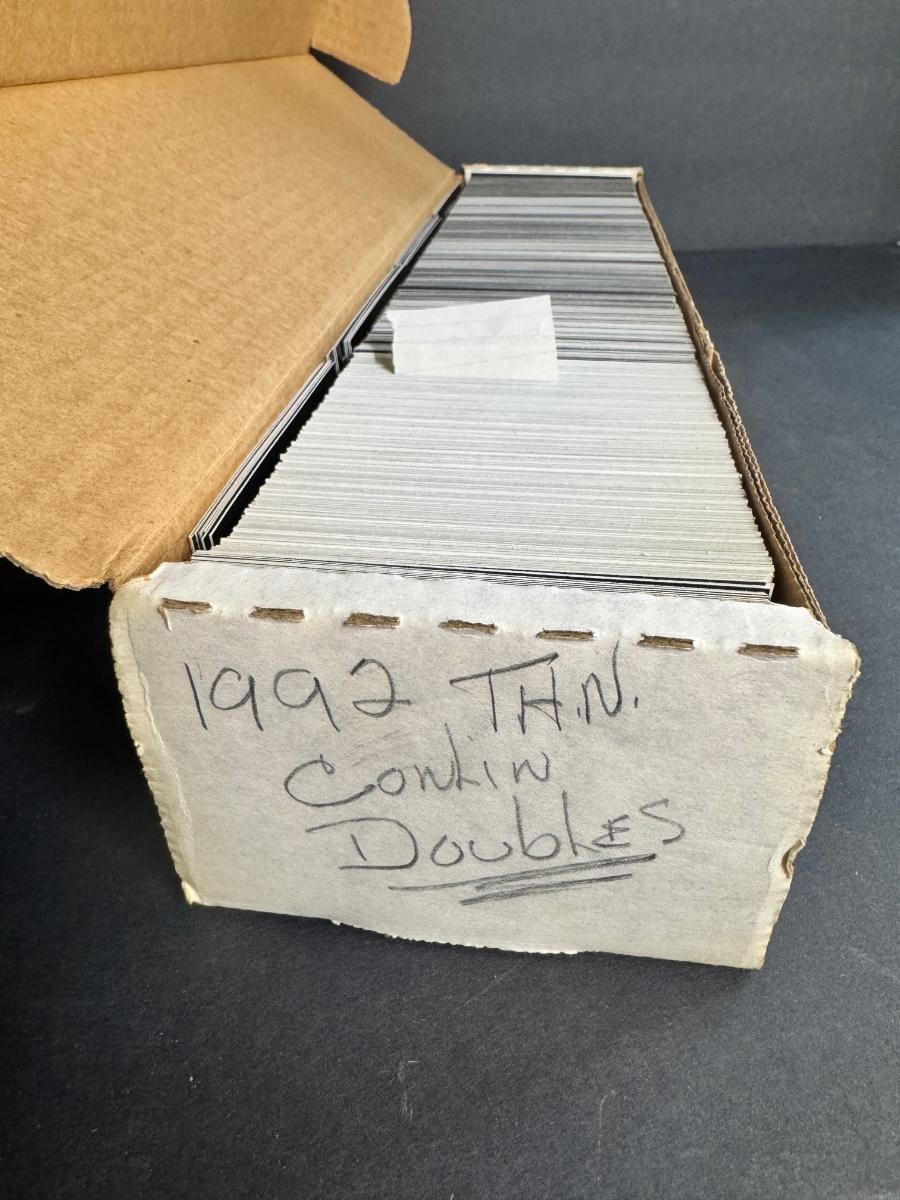 1992 T.H.N.
Conlin
Doubles